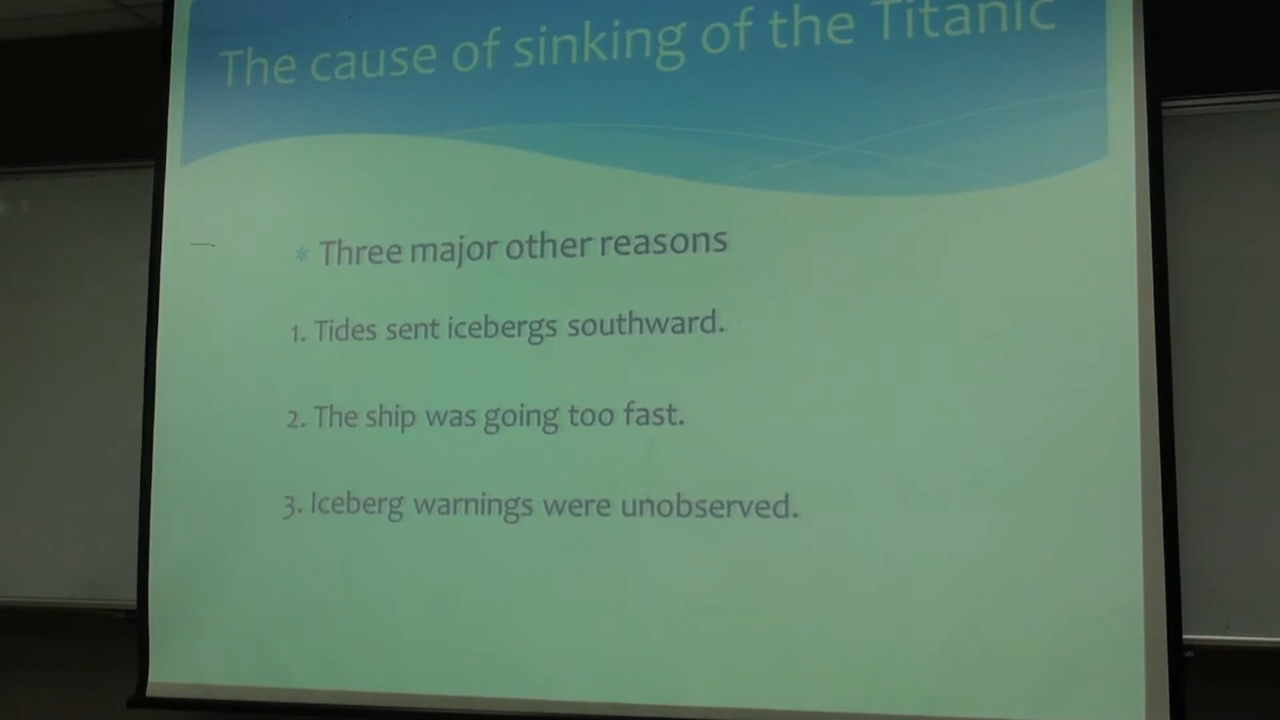 The cause of sinking of the Titanic
* Three major other reasons
1. Tides sent icebergs southward.
2. The ship was going too fast.
3. Iceberg warnings were unobserved.